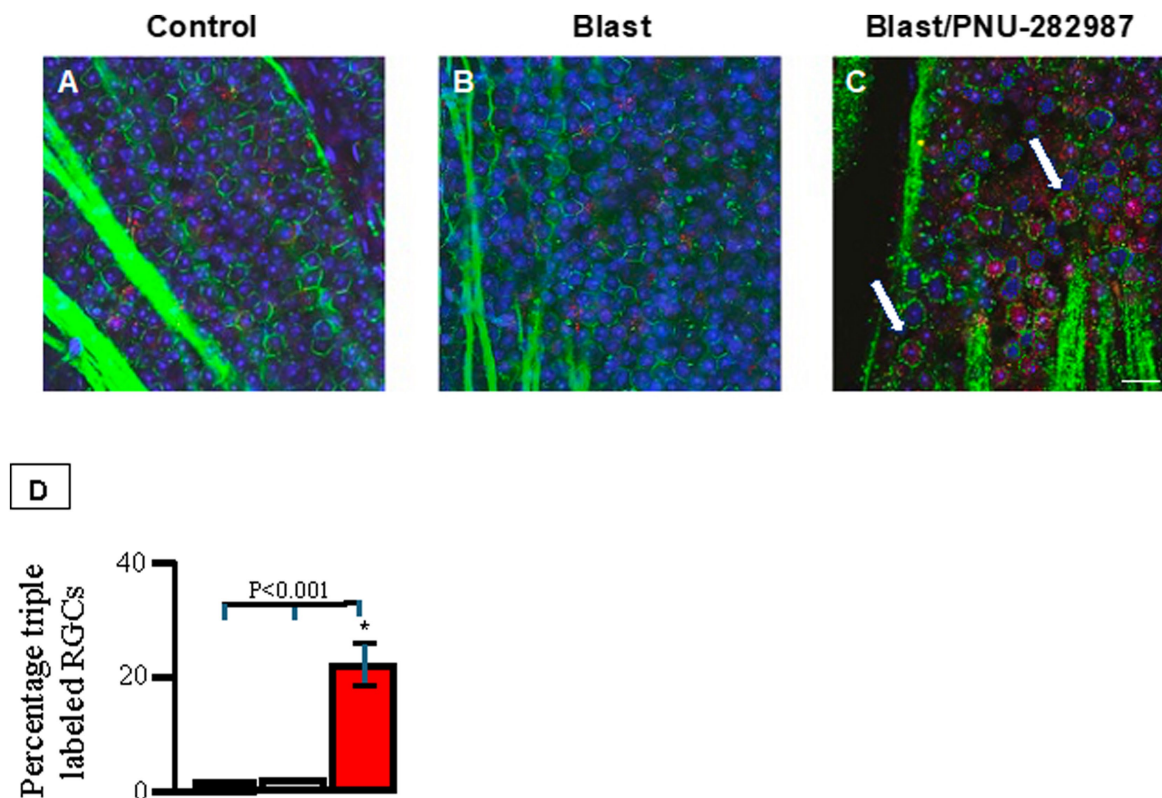 Control
Blast
Blast/PNU-282987
A
B
C
D
Percentage triple
labeled RGCs
40
P<0.001
*
20
0